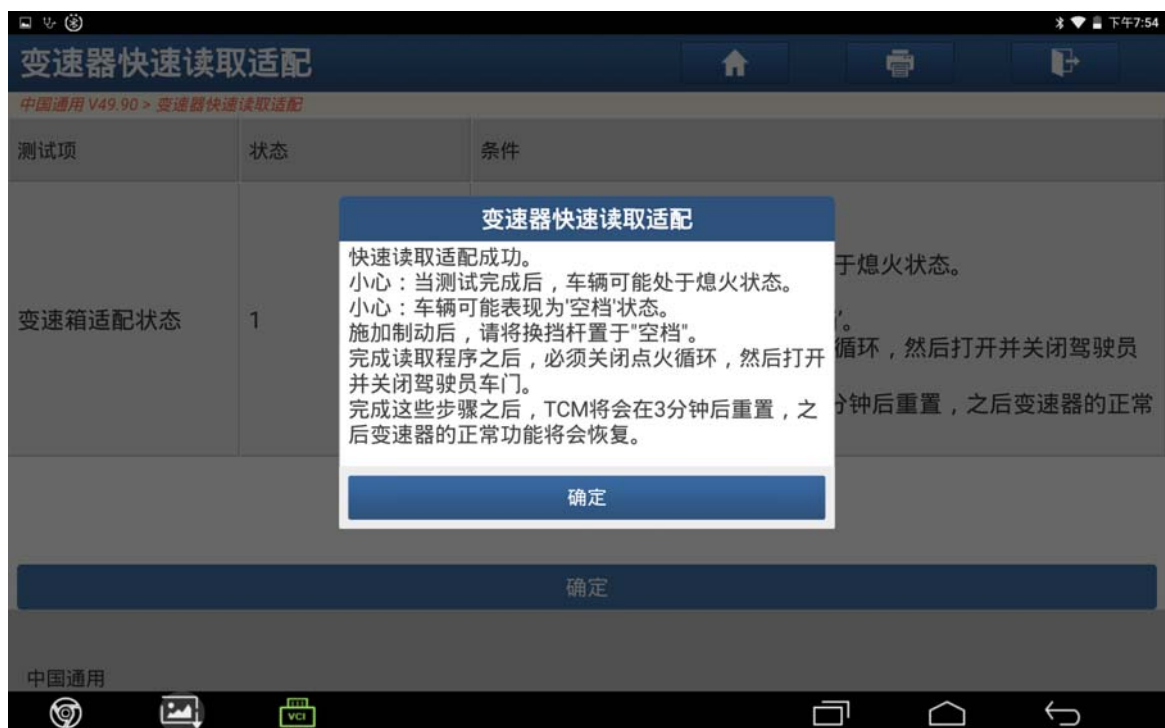 下午7:54
变速器快速读取适配
中国通用 V49.90 > 变速器快速读取适配
测试项 状态 条件
变速器快速读取适配
快速读取适配成功。
小心：当测试完成后，车辆可能处于熄火状态。
小心：车辆可能表现为'空档'状态。
施加制动后，请将换挡杆置于"空档"。
完成读取程序之后，必须关闭点火循环，然后打开
并关闭驾驶员车门。
完成这些步骤之后，TCM将会在3分钟后重置，之
后变速器的正常功能将会恢复。
确定
变速箱适配状态 1
于熄火状态。
循环，然后打开并关闭驾驶员
分钟后重置，之后变速器的正常
确定
中国通用
VCI